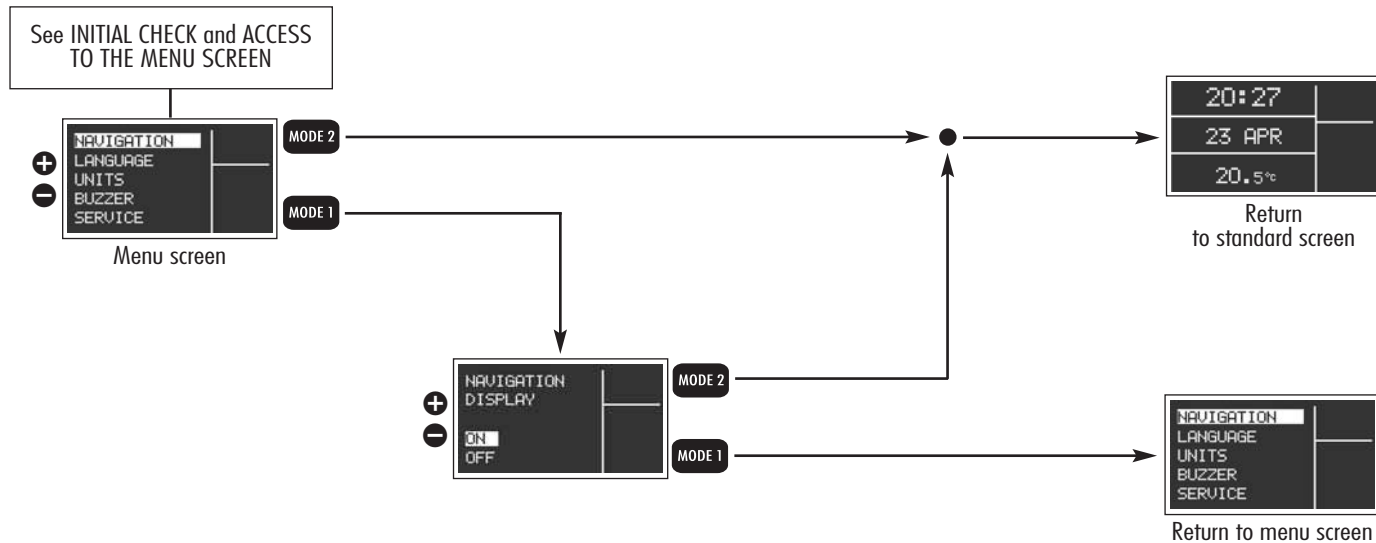 See INITIAL CHECK and ACCESS
TO THE MENU SCREEN
NAVIGATION
LANGUAGE
UNITS
BUZZER
SERVICE
MODE 2
MODE 1
Menu screen
20:27
23 APR
20.5°c
Return
to standard screen
NAVIGATION
DISPLAY
ON
OFF
MODE 2
MODE 1
NAVIGATION
LANGUAGE
UNITS
BUZZER
SERVICE
Return to menu screen